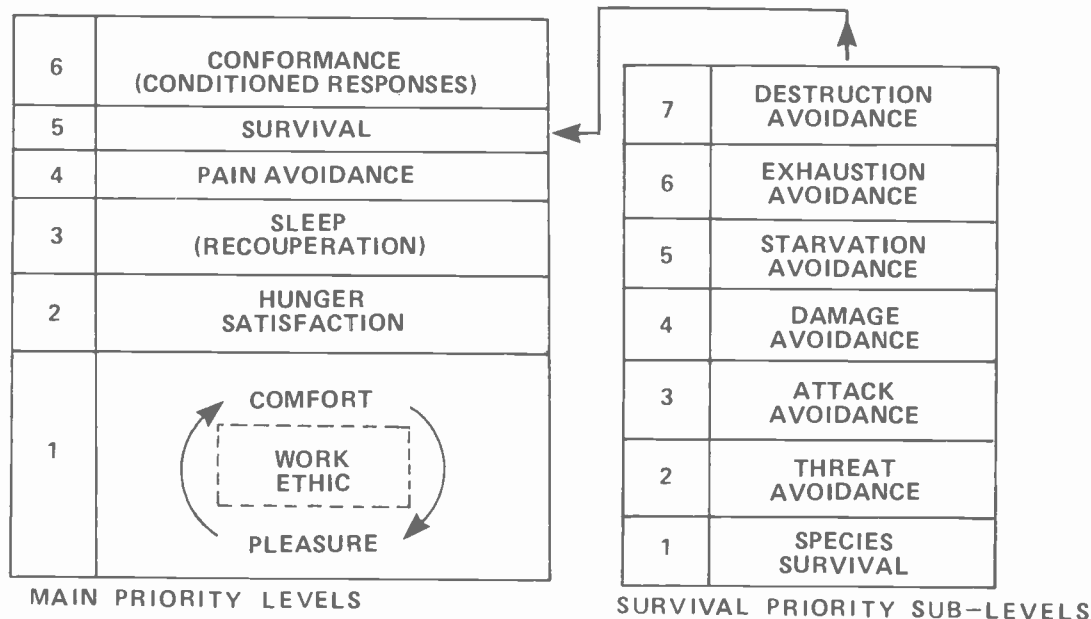 6
CONFORMANCE
(CONDITIONED RESPONSES)
5
SURVIVAL
4
PAIN AVOIDANCE
3
SLEEP
(RECOUPERATION)
2
HUNGER
SATISFACTION
1
COMFORT
WORK
ETHIC
PLEASURE
MAIN PRIORITY LEVELS
7
DESTRUCTION
AVOIDANCE
6
EXHAUSTION
AVOIDANCE
5
STARVATION
AVOIDANCE
4
DAMAGE
AVOIDANCE
3
ATTACK
AVOIDANCE
2
THREAT
AVOIDANCE
1
SPECIES
SURVIVAL
SURVIVAL PRIORITY SUB-LEVELS